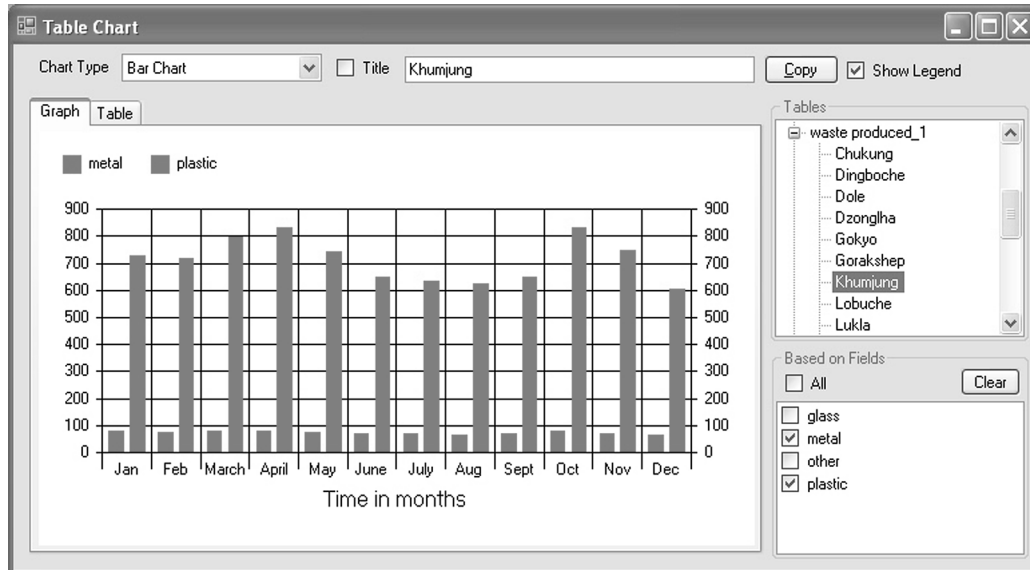 Table Chart
Chart Type Bar Chart Title Khumjung Copy Show Legend
Graph Table
metal plastic
900 900
800 800
700 700
600 600
500 500
400 400
300 300
200 200
100 100
0 0
Jan Feb March April May June July Aug Sept Oct Nov Dec
Time in months
Tables
waste produced_1
Chukung
Dingboche
Dole
Dzonglha
Gokyo
Gorakshep
Khumjung
Lobuche
Lukla
Based on Fields
All Clear
glass
metal
other
plastic